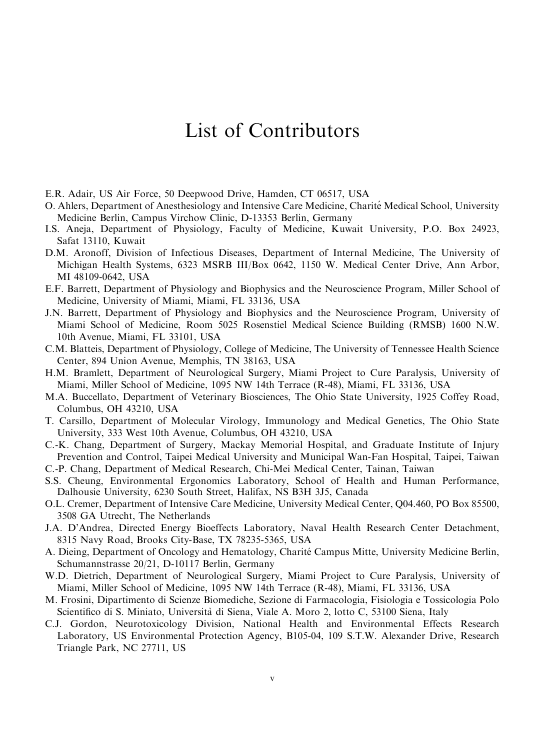 List of Contributors
E.R. Adair, US Air Force, 50 Deepwood Drive, Hamden, CT 06517, USA
O. Ahlers, Department of Anesthesiology and Intensive Care Medicine, Charité Medical School, University
Medicine Berlin, Campus Virchow Clinic, D-13353 Berlin, Germany
I.S. Aneja, Department of Physiology, Faculty of Medicine, Kuwait University, P.O. Box 24923,
Safat 13110, Kuwait
D.M. Aronoff, Division of Infectious Diseases, Department of Internal Medicine, The University of
Michigan Health Systems, 6323 MSRB III/Box 0642, 1150 W. Medical Center Drive, Ann Arbor,
MI 48109-0642, USA
E.F. Barrett, Department of Physiology and Biophysics and the Neuroscience Program, Miller School of
Medicine, University of Miami, Miami, FL 33136, USA
J.N. Barrett, Department of Physiology and Biophysics and the Neuroscience Program, University of
Miami School of Medicine, Room 5025 Rosenstiel Medical Science Building (RMSB) 1600 N.W.
10th Avenue, Miami, FL 33101, USA
C.M. Blatteis, Department of Physiology, College of Medicine, The University of Tennessee Health Science
Center, 894 Union Avenue, Memphis, TN 38163, USA
H.M. Bramlett, Department of Neurological Surgery, Miami Project to Cure Paralysis, University of
Miami, Miller School of Medicine, 1095 NW 14th Terrace (R-48), Miami, FL 33136, USA
M.A. Buccellato, Department of Veterinary Biosciences, The Ohio State University, 1925 Coffey Road,
Columbus, OH 43210, USA
T. Carsillo, Department of Molecular Virology, Immunology and Medical Genetics, The Ohio State
University, 333 West 10th Avenue, Columbus, OH 43210, USA
C.-K. Chang, Department of Surgery, Mackay Memorial Hospital, and Graduate Institute of Injury
Prevention and Control, Taipei Medical University and Municipal Wan-Fang Hospital, Taipei, Taiwan
C.-P. Chang, Department of Medical Research, Chi-Mei Medical Center, Tainan, Taiwan
S.S. Cheung, Environmental Ergonomics Laboratory, School of Health and Human Performance,
Dalhousie University, 6230 South Street, Halifax, NS B3H 3J5, Canada
O.L. Cremer, Department of Intensive Care Medicine, University Medical Center, Q04.460, PO Box 85500,
3508 GA Utrecht, The Netherlands
J.A. D'Andrea, Directed Energy Bioeffects Laboratory, Naval Health Research Center Detachment,
8315 Navy Road, Brooks City-Base, TX 78235-5365, USA
A. Dieing, Department of Oncology and Hematology, Charité Campus Mitte, University Medicine Berlin,
Schumannstrasse 20/21, D-10117 Berlin, Germany
W.D. Dietrich, Department of Neurological Surgery, Miami Project to Cure Paralysis, University of
Miami, Miller School of Medicine, 1095 NW 14th Terrace (R-48), Miami, FL 33136, USA
M. Frosini, Dipartimento di Scienze Biomediche, Sezione di Farmacologia, Fisiologia e Tossicologia Polo
Scientifico di S. Miniato, Universitá di Siena, Viale A. Moro 2, lotto C, 53100 Siena, Italy
C.J. Gordon, Neurotoxicology Division, National Health and Environmental Effects Research
Laboratory, US Environmental Protection Agency, B105-04, 109 S.T.W. Alexander Drive, Research
Triangle Park, NC 27711, US
v